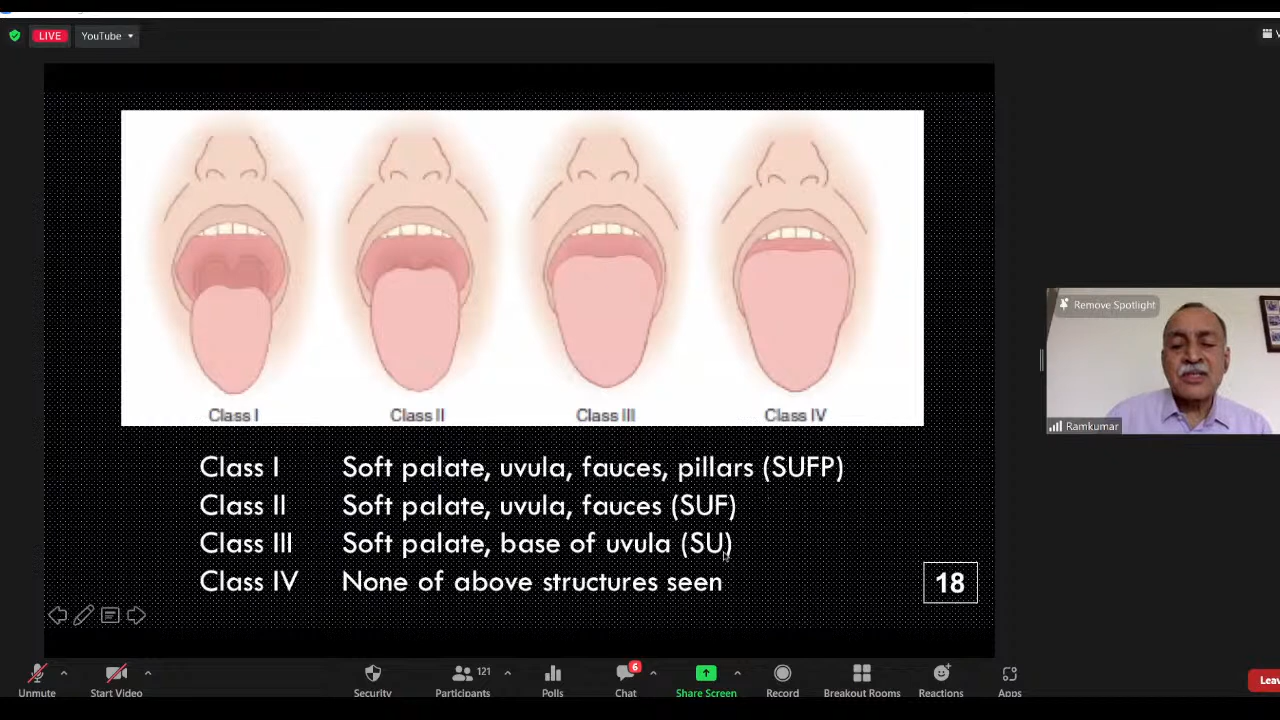 LIVE
YouTube
Remove Spotlight
Ramkumar
Class I
Class II
Class III
Class IV
Class I Soft palate, uvula, fauces, pillars (SUFP)
Class II Soft palate, uvula, fauces (SUF)
Class III Soft palate, base of uvula (SU)
Class IV None of above structures seen
18
Unmute
Start Video
Security
121
Participants
Polls
6
Chat
Share Screen
Record
Breakout Rooms
Reactions
Apps
Leav